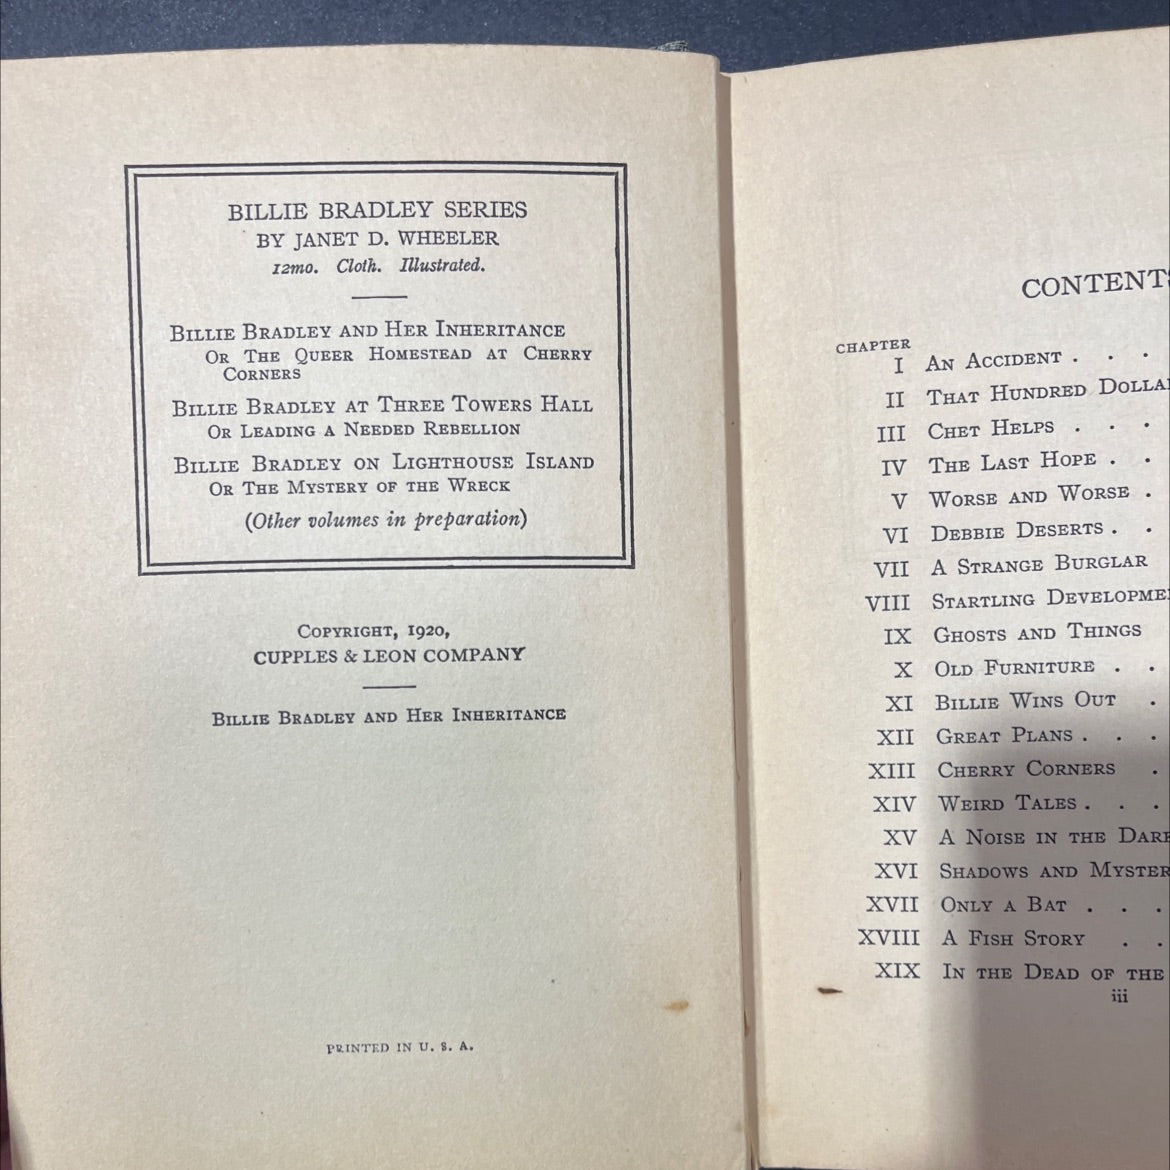 BILLIE BRADLEY SERIES
BY JANET D. WHEELER
12mo. Cloth. Illustrated.
BILLIE BRADLEY AND HER INHERITANCE
OR THE QUEER HOMESTEAD AT CHERRY
CORNERS
BILLIE BRADLEY AT THREE TOWERS HALL
OR LEADING A NEEDED REBELLION
BILLIE BRADLEY ON LIGHTHOUSE ISLAND
OR THE MYSTERY OF THE WRECK
(Other volumes in preparation)
COPYRIGHT, 1920,
CUPPLES & LEON COMPANY
BILLIE BRADLEY AND HER INHERITANCE
PRINTED IN U. S. A.
CONTENTS
CHAPTER
I AN ACCIDENT . . .
II THAT HUNDRED DOLLA
III CHET HELPS . . .
IV THE LAST HOPE . .
V WORSE AND WORSE .
VI DEBBIE DESERTS . .
VII A STRANGE BURGLAR
VIII STARTLING DEVELOPME
IX GHOSTS AND THINGS
X OLD FURNITURE . .
XI BILLIE WINS OUT .
XII GREAT PLANS . . .
XIII CHERRY CORNERS .
XIV WEIRD TALES . . .
XV A NOISE IN THE DARK
XVI SHADOWS AND MYSTER
XVII ONLY A BAT . . .
XVIII A FISH STORY . .
XIX IN THE DEAD OF THE
iii